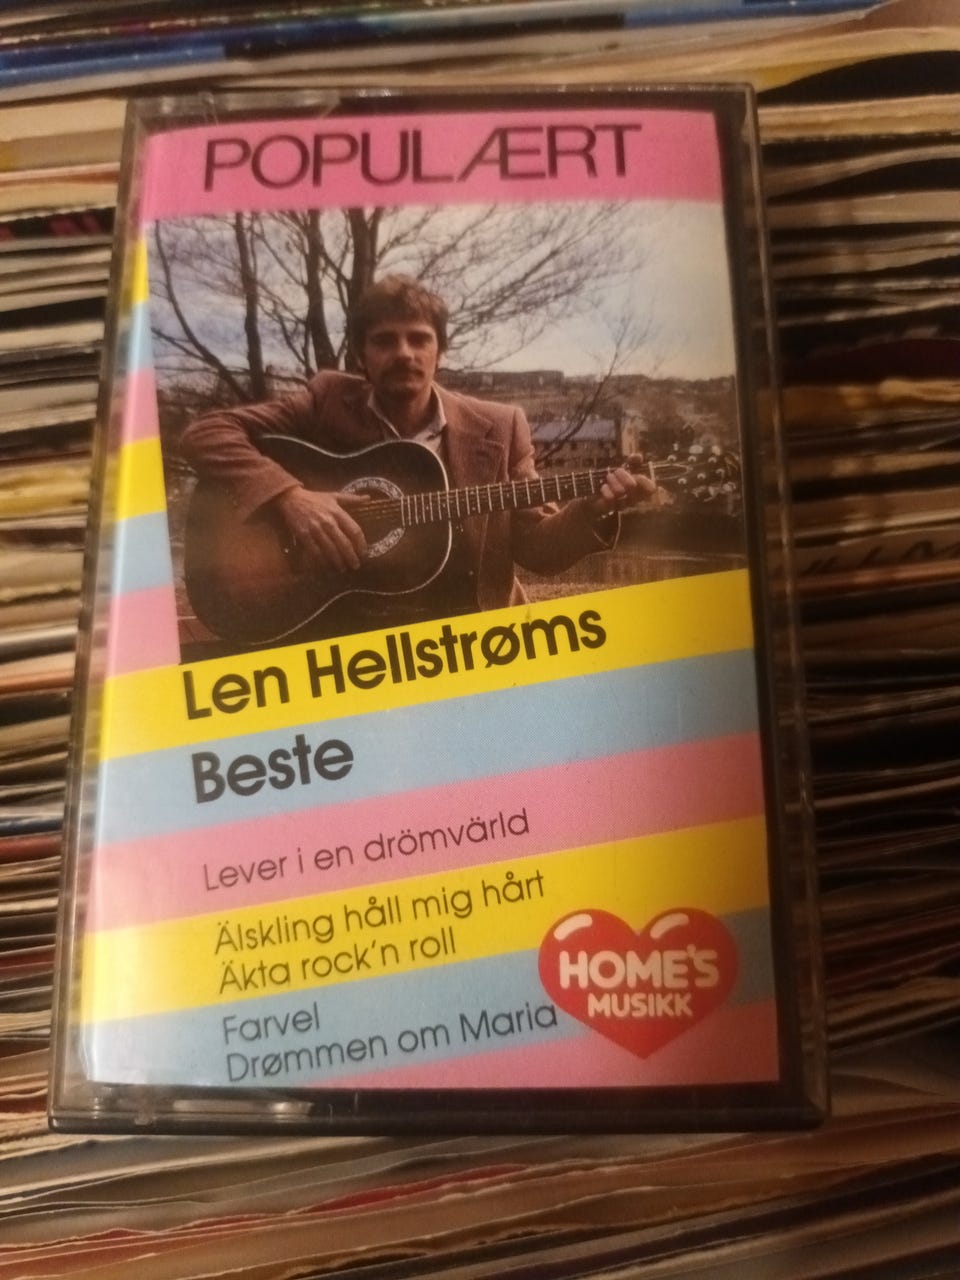 POPULÆRT
Len Hellstrøms
Beste
Lever i en drömvärld
Älskling håll mig hårt
Äkta rock'n roll
Farvel
Drømmen om Maria
HOME'S
MUSIKK